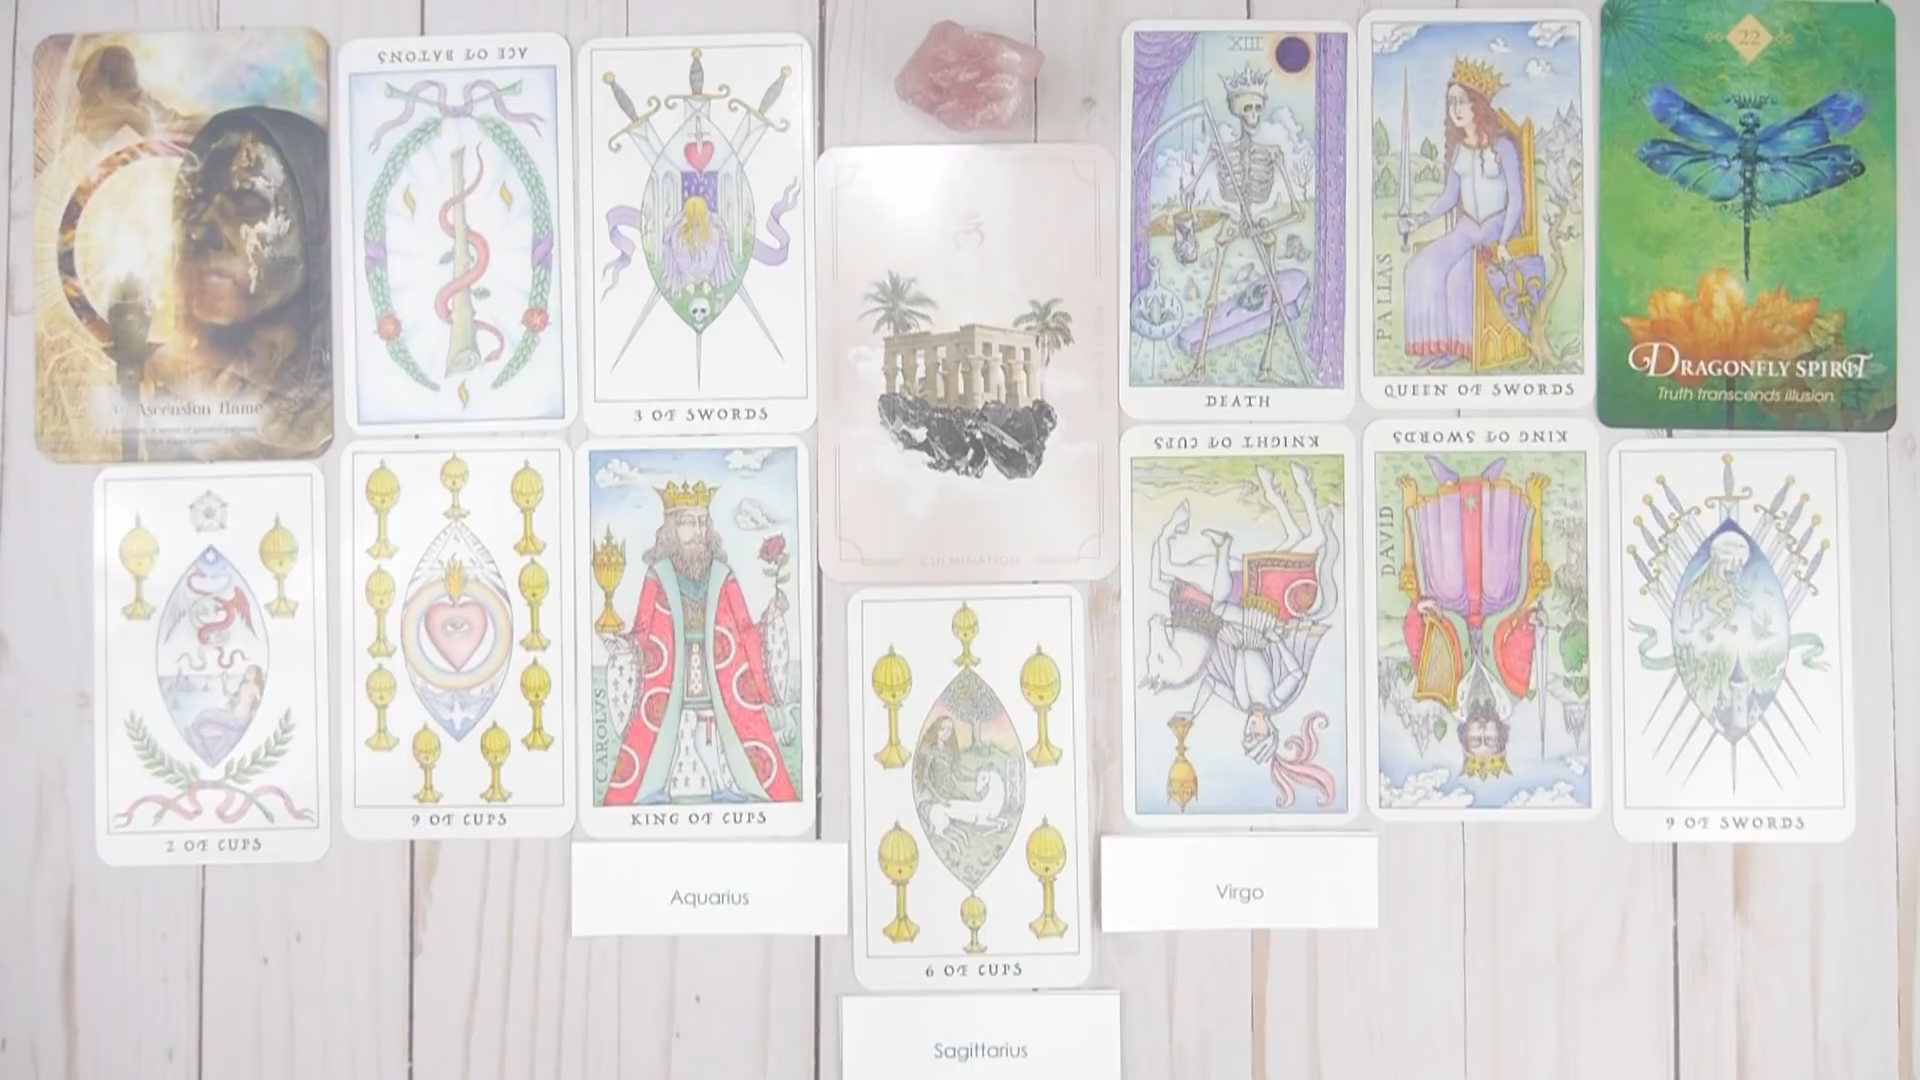 Ascension flame
ACE OF BATONS
3 OF SWORDS
CULMINATION
XIII
DEATH
PALLAS
QUEEN OF SWORDS
22
DRAGONFLY SPIRIT
Truth transcends illusion
2 OF CUPS
9 OF CUPS
CAROLVS
KING OF CUPS
6 OF CUPS
KNIGHT OF CUPS
KING OF SWORDS
DAVID
9 OF SWORDS
Aquarius
Virgo
Sagittarius